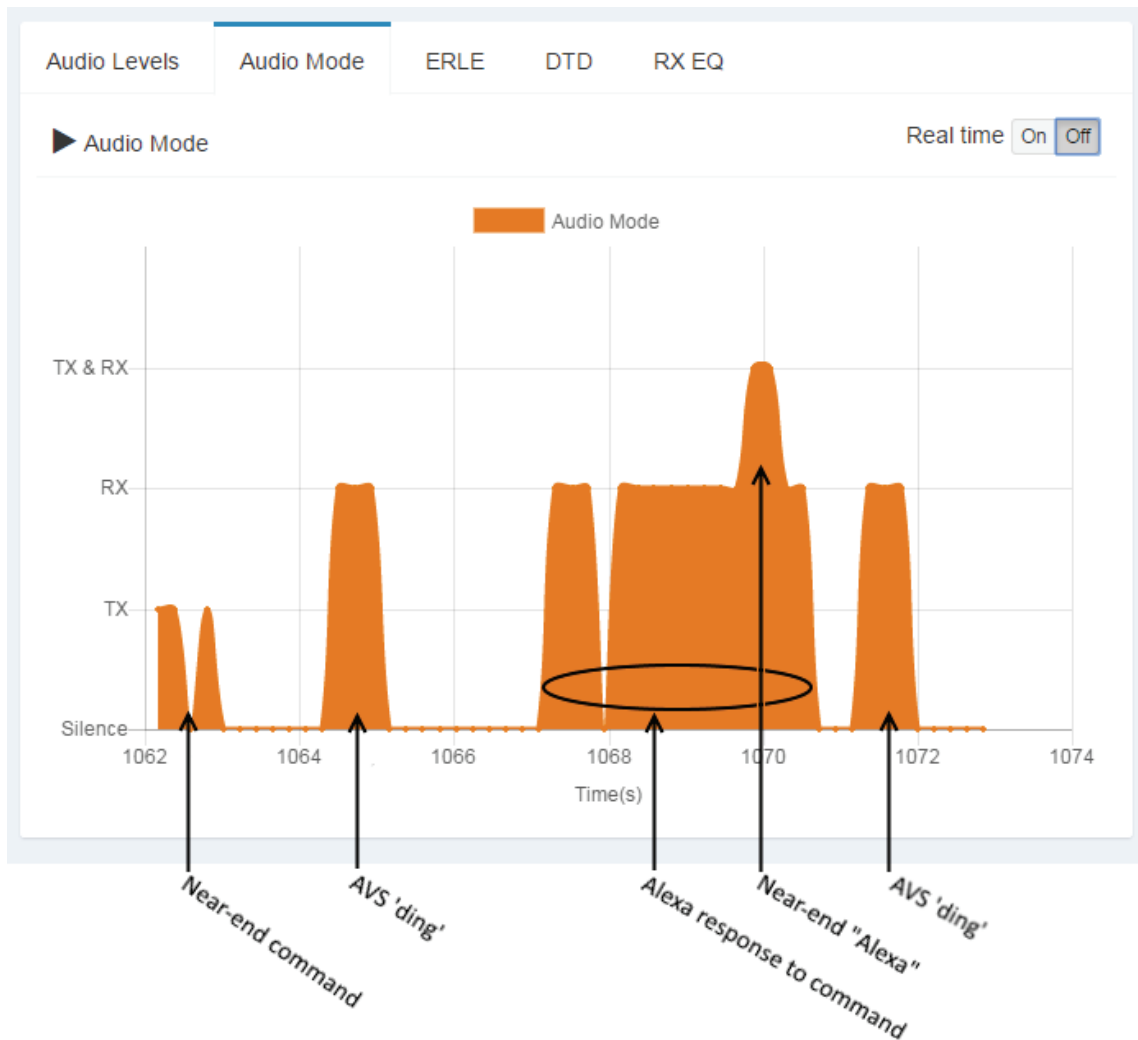 Audio Levels Audio Mode ERLE DTD RX EQ
Audio Mode Real time On Off
Audio Mode
TX & RX
RX
TX
Silence
1062 1064 1066 1068 1070 1072 1074
Time(s)
Near-end command
AVS 'ding'
Alexa response to command
Near-end "Alexa"
AVS 'ding'